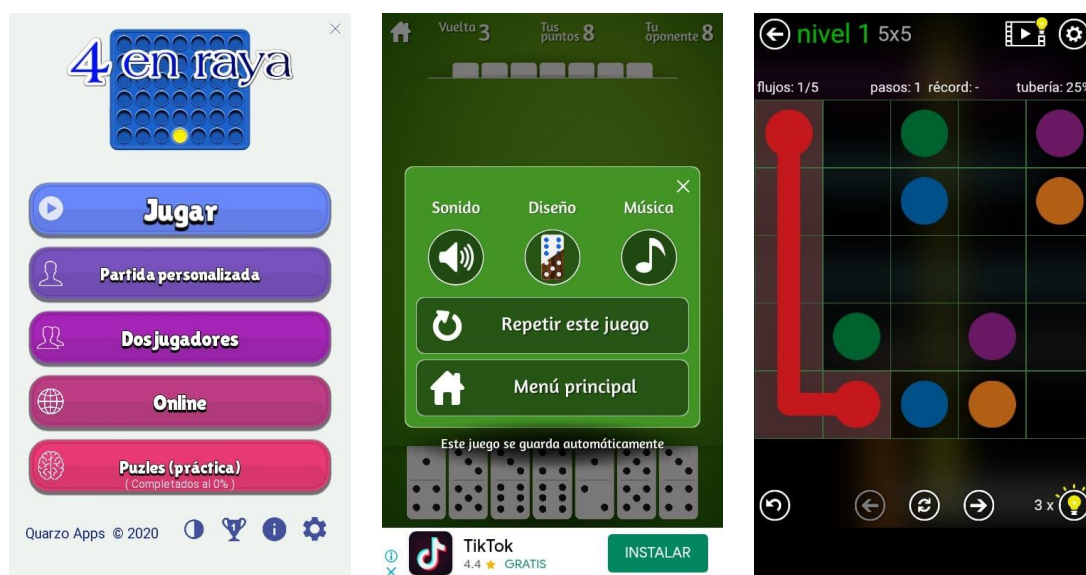 4 en raya
Jugar
Partida personalizada
Dos jugadores
Online
Puzles (práctica)
( Completados al 0% )
Quarzo Apps © 2020
Vuelta 3 Tus puntos 8 Tu oponente 8
Sonido Diseño Música
Repetir este juego
Menú principal
Este juego se guarda automáticamente
TikTok
4.4 ★ GRATIS
INSTALAR
nivel 1 5x5
flujos: 1/5 pasos: 1 récord: - tubería: 25%
3 x